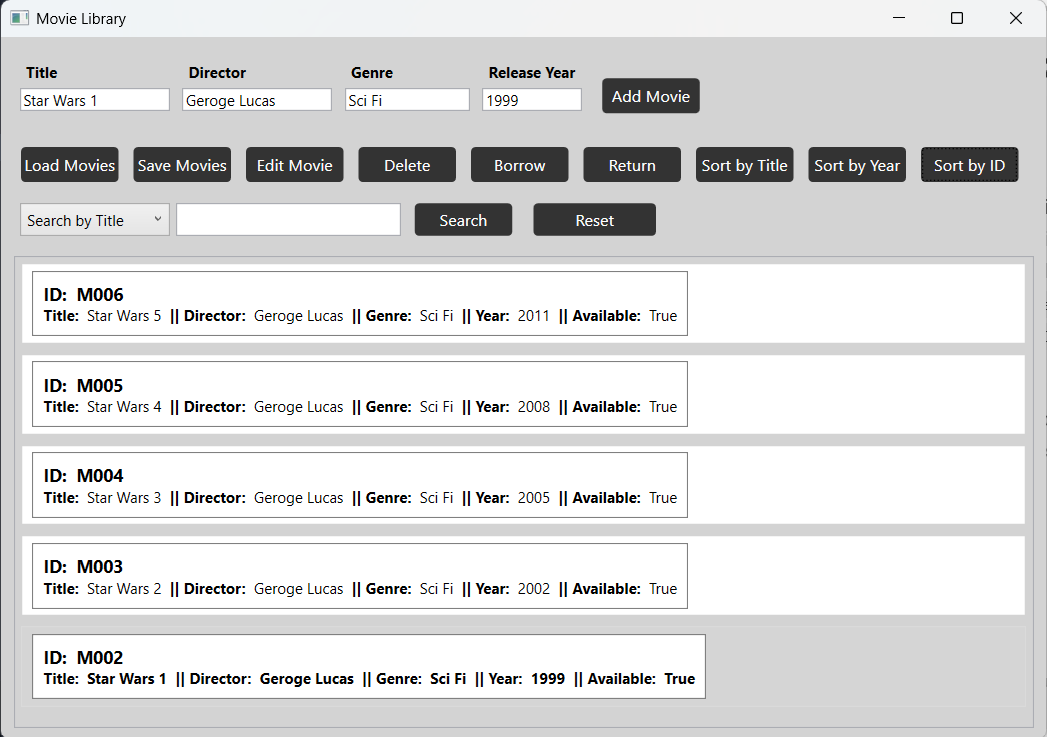 Movie Library
Title Director Genre Release Year
Star Wars 1 Geroge Lucas Sci Fi 1999 Add Movie
Load Movies Save Movies Edit Movie Delete Borrow Return Sort by Title Sort by Year Sort by ID
Search by Title Search Reset
ID: M006
Title: Star Wars 5 || Director: Geroge Lucas || Genre: Sci Fi || Year: 2011 || Available: True
ID: M005
Title: Star Wars 4 || Director: Geroge Lucas || Genre: Sci Fi || Year: 2008 || Available: True
ID: M004
Title: Star Wars 3 || Director: Geroge Lucas || Genre: Sci Fi || Year: 2005 || Available: True
ID: M003
Title: Star Wars 2 || Director: Geroge Lucas || Genre: Sci Fi || Year: 2002 || Available: True
ID: M002
Title: Star Wars 1 || Director: Geroge Lucas || Genre: Sci Fi || Year: 1999 || Available: True